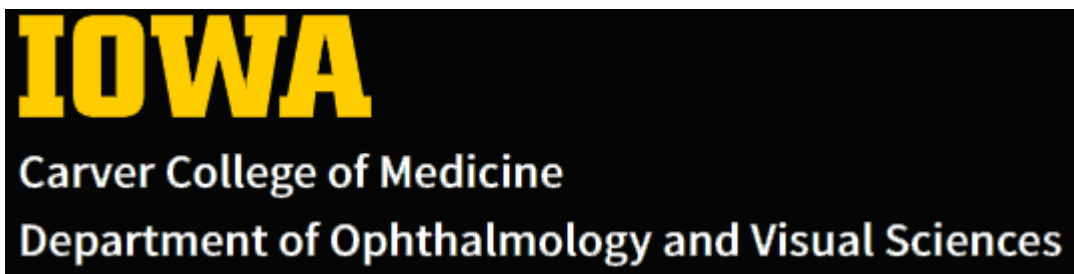 IOWA
Carver College of Medicine
Department of Ophthalmology and Visual Sciences